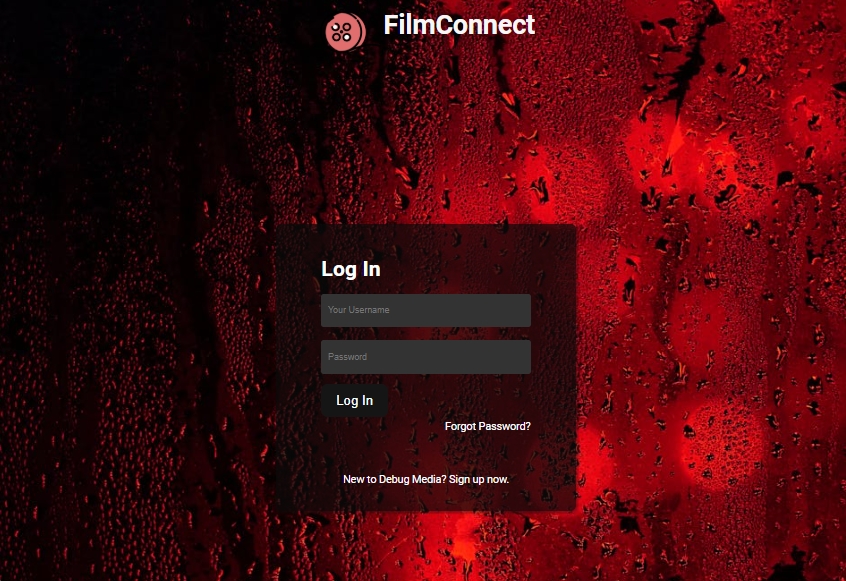 FilmConnect
Log In
Your Username
Password
Log In
Forgot Password?
New to Debug Media? Sign up now.